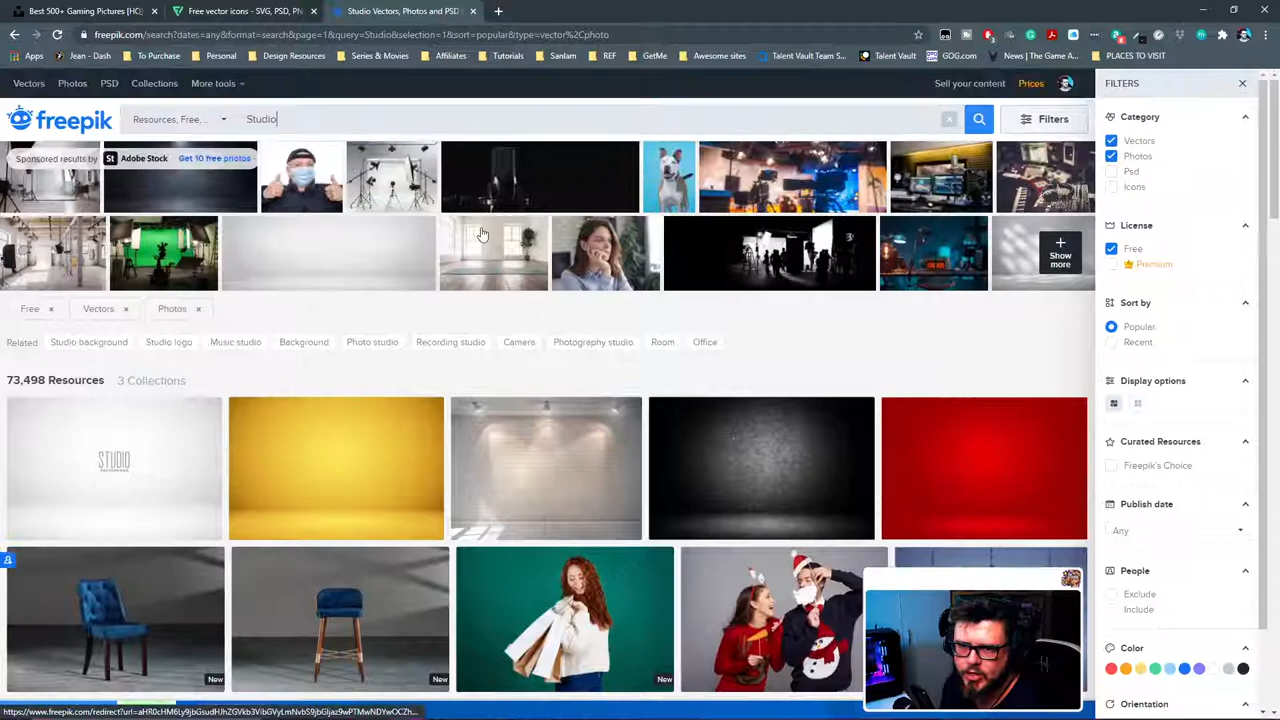 Best 500+ Gaming Pictures [HQ]
Free vector icons - SVG, PSD, PN
Studio Vectors, Photos and PSD
freepik.com/search?dates=any&format=search&page=1&query=Studio&selection=1&sort=popular&type=vector%2Cphoto
Apps
Jean - Dash
To Purchase
Personal
Design
Series & Movies
Affiliates
Tutorials
Sanlam
REF
GetMe
Awesome sites
Talent Vault Team S...
Talent Vault
GOG.com
News | The Game A...
PLACES TO VISIT
Vectors
Photos
PSD
Collections
More tools
Sell your content
Prices
FILTERS
freepik
Resources, Free, ...
Studio
Filters
Category
Vectors
Photos
Psd
Icons
Sponsored results by
St Adobe Stock
Get 10 free photos
ON AIR
Show more
License
Free
Premium
Free
Vectors
Photos
Sort by
Popular
Recent
Related
Studio background
Studio logo
Music studio
Background
Photo studio
Recording studio
Camera
Photography studio
Room
Office
73,498 Resources
3 Collections
Display options
STUDIO
Curated Resources
Freepik's Choice
Publish date
Any
People
Exclude
Include
Color
Orientation
New
New
New